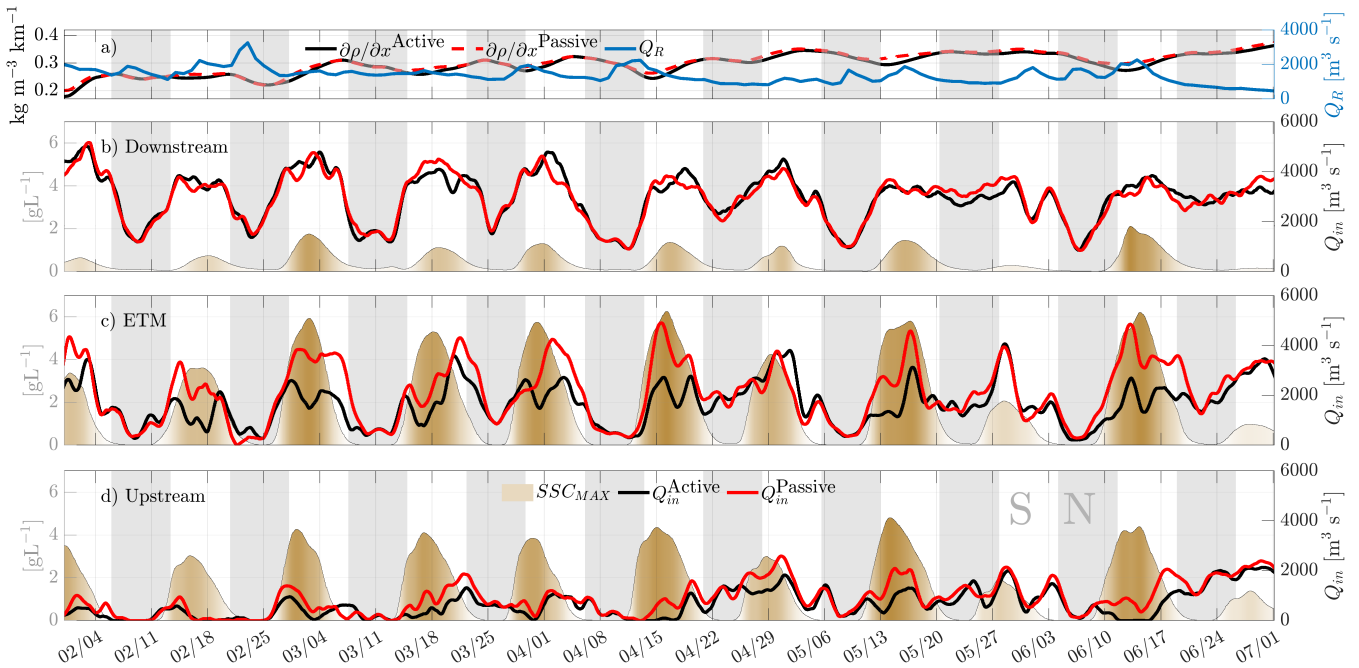 a)
∂ρ/∂x^Active
∂ρ/∂x^Passive
Q_R
0.4
0.3
0.2
kg m⁻³ km⁻¹
4000
2000
0
Q_R [m³ s⁻¹]
b) Downstream
6
4
2
0
[gL⁻¹]
6000
4000
2000
0
Q_in [m³ s⁻¹]
c) ETM
6
4
2
0
[gL⁻¹]
6000
4000
2000
0
Q_in [m³ s⁻¹]
d) Upstream
SSC_MAX
Q_in^Active
Q_in^Passive
S N
6
4
2
0
[gL⁻¹]
6000
4000
2000
0
Q_in [m³ s⁻¹]
02/04 02/11 02/18 02/25 03/04 03/11 03/18 03/25 04/01 04/08 04/15 04/22 04/29 05/06 05/13 05/20 05/27 06/03 06/10 06/17 06/24 07/01